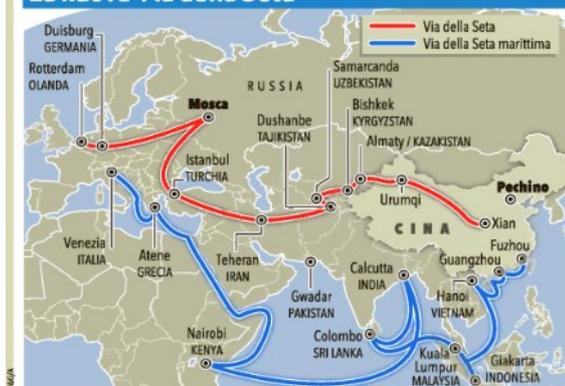 Via della Seta
Via della Seta marittima
Duisburg
GERMANIA
Rotterdam
OLANDA
RUSSIA
Mosca
Samarcanda
UZBEKISTAN
Bishkek
KYRGYZSTAN
Dushanbe
TAJIKISTAN
Almaty / KAZAKISTAN
Istanbul
TURCHIA
Urumqi
Pechino
Xian
CINA
Venezia
ITALIA
Atene
GRECIA
Teheran
IRAN
Gwadar
PAKISTAN
Calcutta
INDIA
Guangzhou
Fuzhou
Hanoi
VIETNAM
Nairobi
KENYA
Colombo
SRI LANKA
Kuala
Lumpur
MALAYSIA
Giakarta
INDONESIA